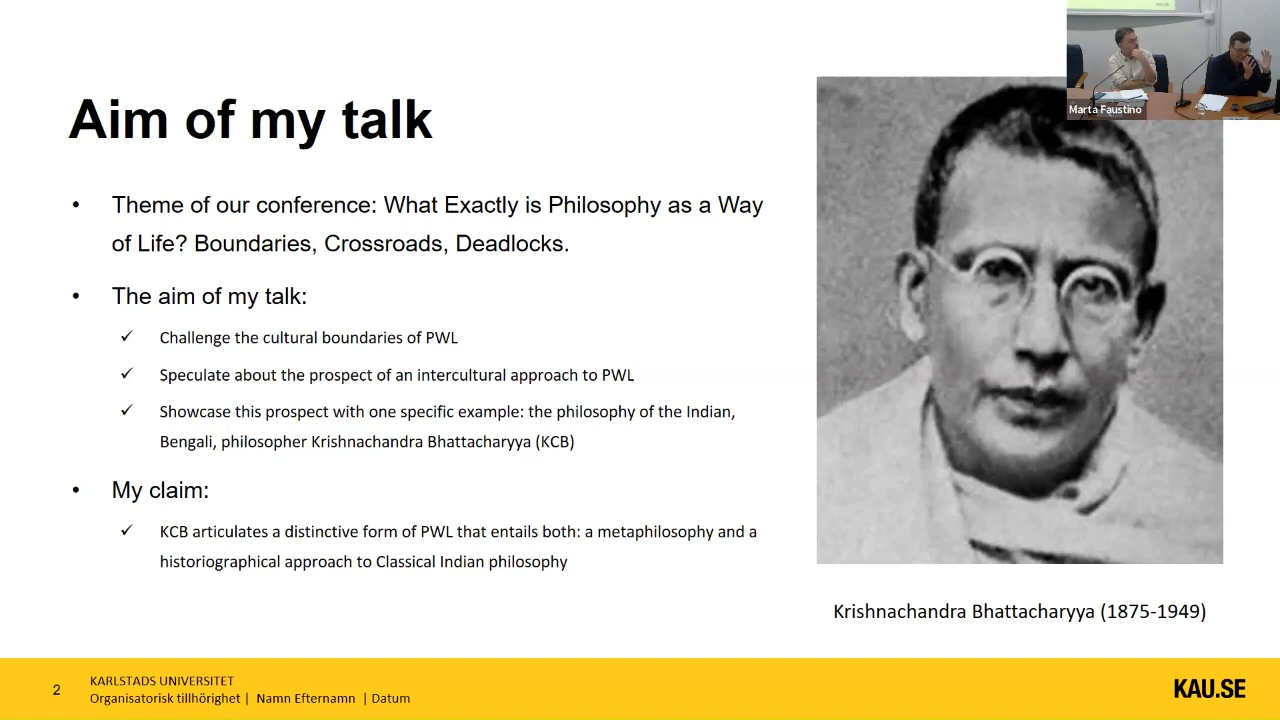 Marta Faustino
Aim of my talk
• Theme of our conference: What Exactly is Philosophy as a Way
of Life? Boundaries, Crossroads, Deadlocks.
• The aim of my talk:
✓ Challenge the cultural boundaries of PWL
✓ Speculate about the prospect of an intercultural approach to PWL
✓ Showcase this prospect with one specific example: the philosophy of the Indian,
Bengali, philosopher Krishnachandra Bhattacharyya (KCB)
• My claim:
✓ KCB articulates a distinctive form of PWL that entails both: a metaphilosophy and a
historiographical approach to Classical Indian philosophy
Krishnachandra Bhattacharyya (1875-1949)
2
KARLSTADS UNIVERSITET
Organisatorisk tillhörighet | Namn Efternamn | Datum
KAU.SE